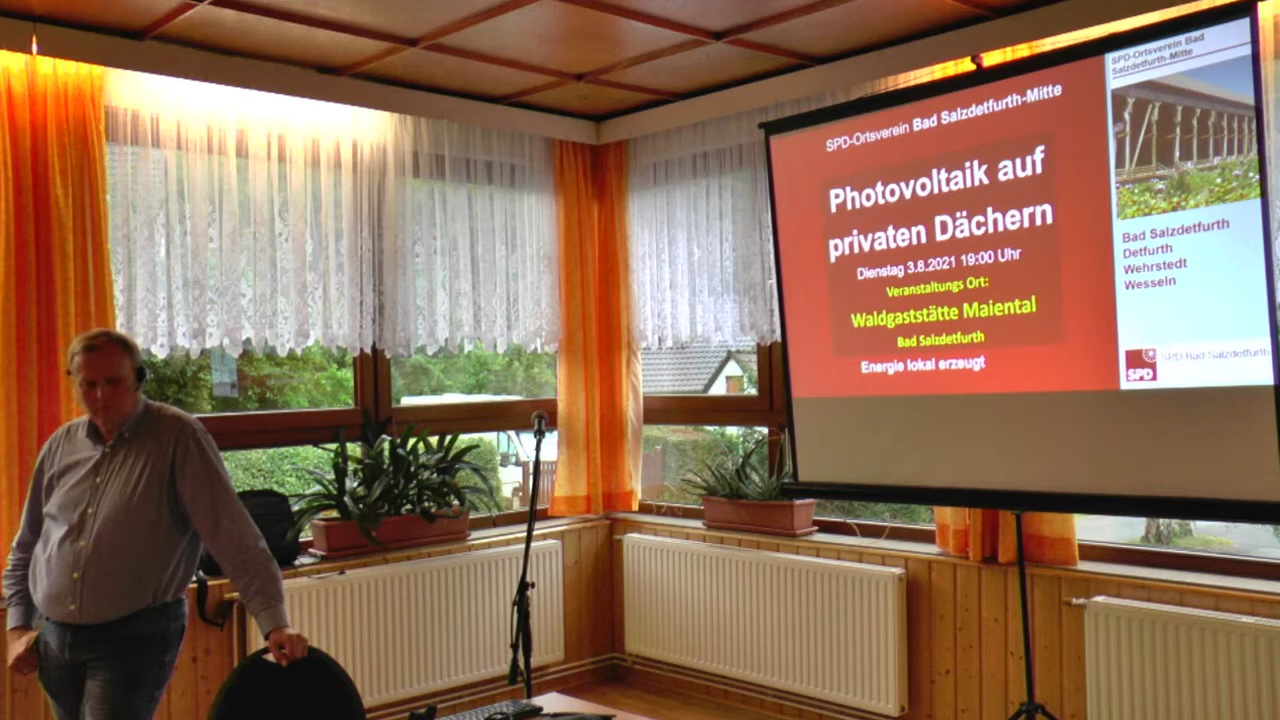 SPD-Ortsverein Bad Salzdetfurth-Mitte
Photovoltaik auf
privaten Dächern
Dienstag 3.8.2021 19:00 Uhr
Veranstaltungs Ort:
Waldgaststätte Maiental
Bad Salzdetfurth
Energie lokal erzeugt
SPD-Ortsverein Bad
Salzdetfurth-Mitte
Bad Salzdetfurth
Detfurth
Wehrstedt
Wesseln
SPD
SPD Bad Salzdetfurth